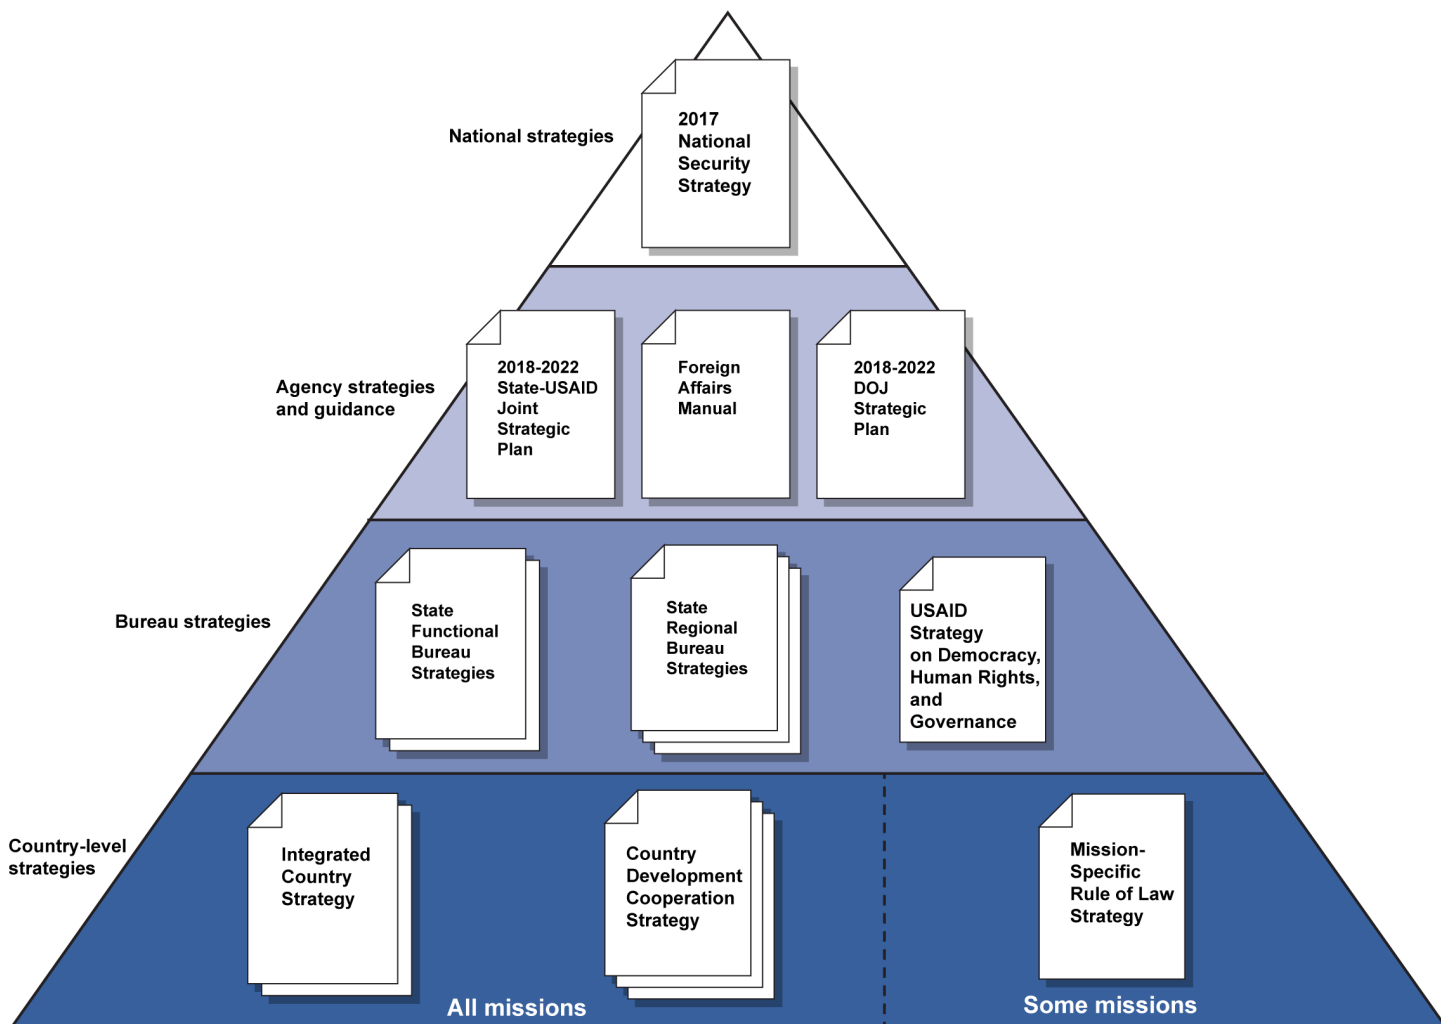 National strategies
2017
National
Security
Strategy
Agency strategies
and guidance
2018-2022
State-USAID
Joint
Strategic
Plan
Foreign
Affairs
Manual
2018-2022
DOJ
Strategic
Plan
Bureau strategies
State
Functional
Bureau
Strategies
State
Regional
Bureau
Strategies
USAID
Strategy
on Democracy,
Human Rights,
and
Governance
Country-level
strategies
Integrated
Country
Strategy
Country
Development
Cooperation
Strategy
Mission-
Specific
Rule of Law
Strategy
All missions
Some missions